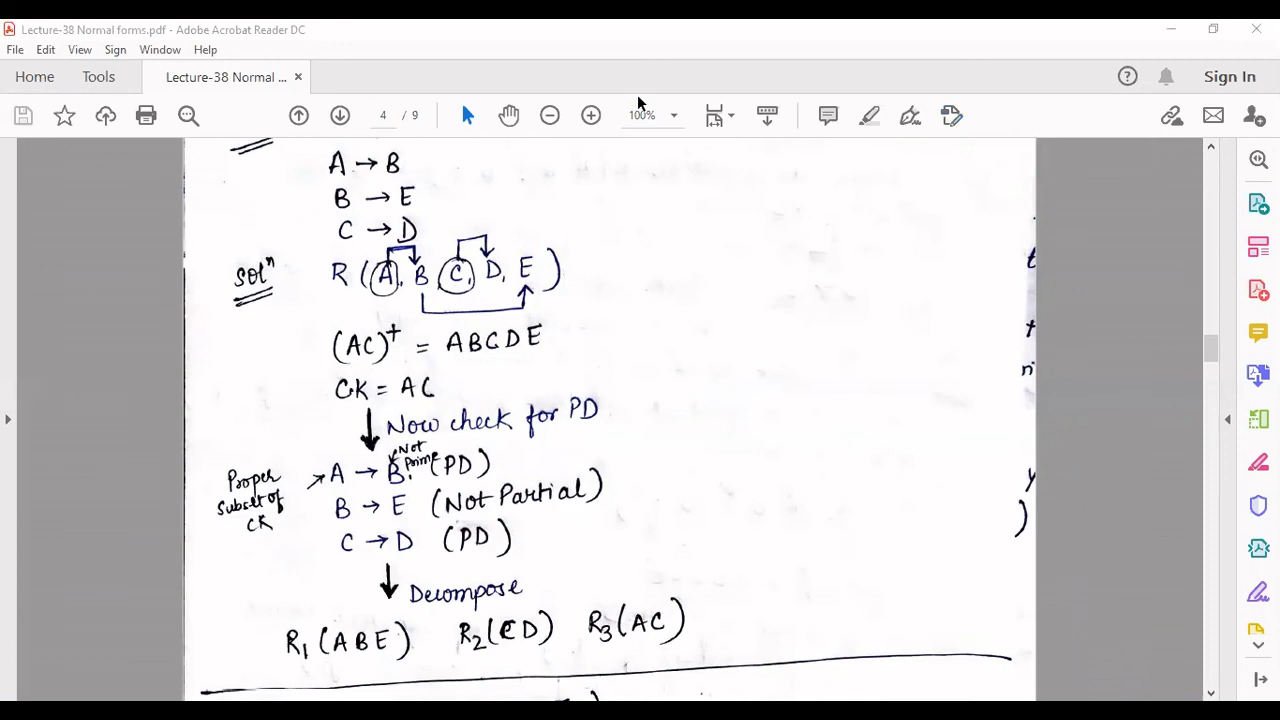 Lecture-38 Normal forms.pdf - Adobe Acrobat Reader DC
File Edit View Sign Window Help
Home Tools Lecture-38 Normal ... × Sign In
4 / 9 100%
A → B
B → E
C → D
Solⁿ R (A, B, C, D, E)
(AC)⁺ = ABCDE
CK = AC
Now check for PD
Proper Subset of CK
A → B (PD)
Not Prime
B → E (Not Partial)
C → D (PD)
Decompose
R₁(ABE) R₂(CD) R₃(AC)